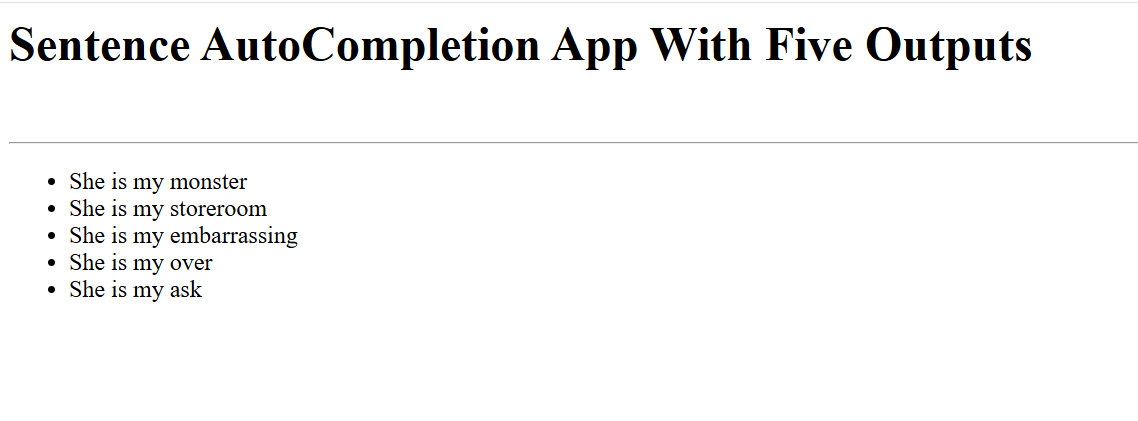 Sentence AutoCompletion App With Five Outputs
She is my monster
She is my storeroom
She is my embarrassing
She is my over
She is my ask